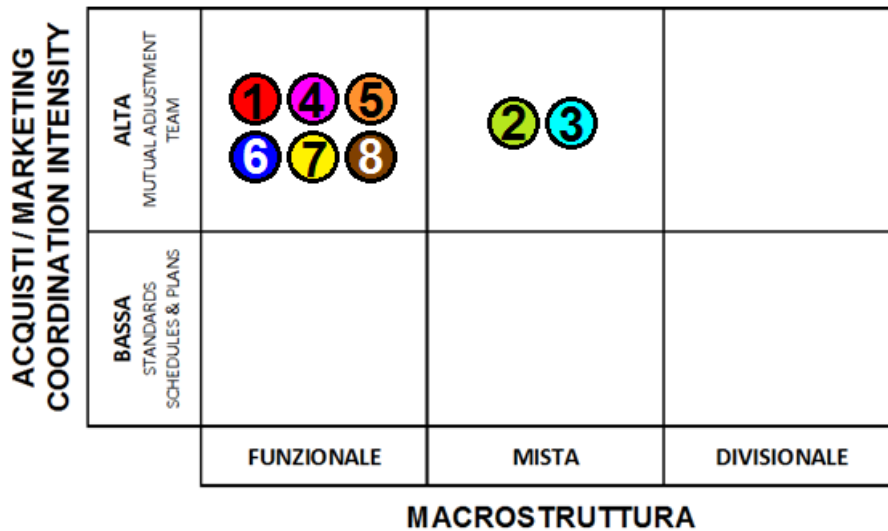 ACQUISTI / MARKETING
COORDINATION INTENSITY
ALTA
MUTUAL ADJUSTMENT
TEAM
1 4 5
6 7 8
2 3
BASSA
STANDARDS
SCHEDULES & PLANS
FUNZIONALE
MISTA
DIVISIONALE
MACROSTRUTTURA